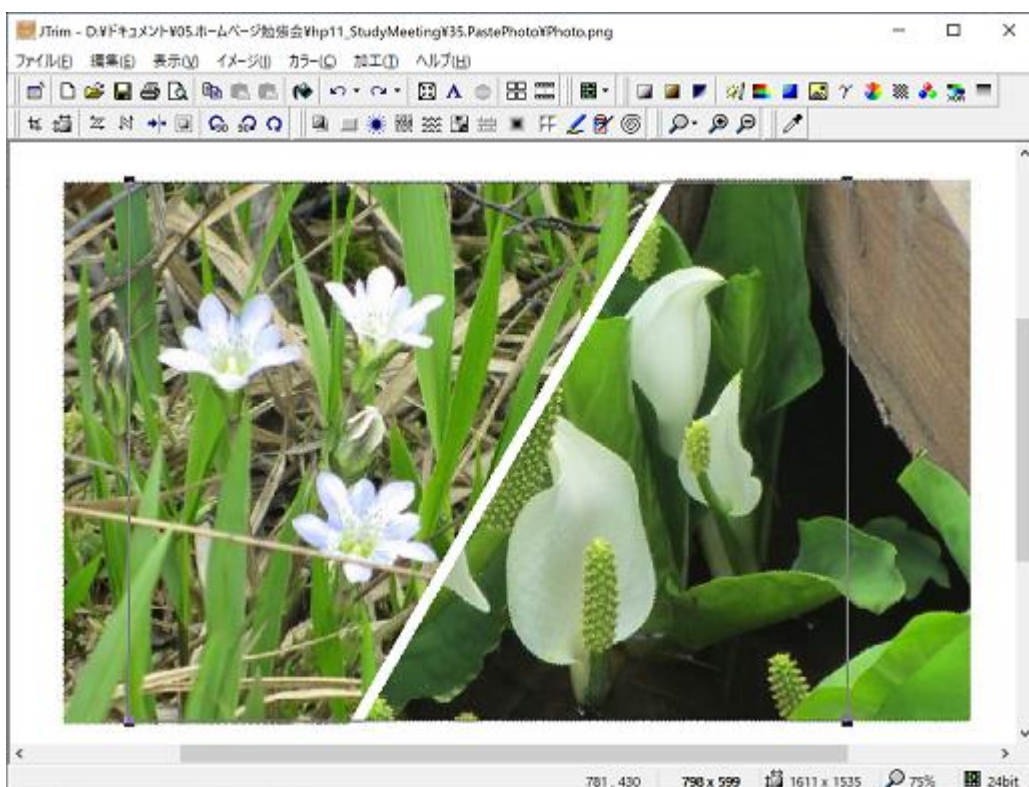 JTrim - D:¥ドキュメント¥05.ホームページ勉強会¥hp11_StudyMeeting¥35.PastePhoto¥Photo.png
ファイル(F) 編集(E) 表示(V) イメージ(I) カラー(C) 加工(T) ヘルプ(H)
781 , 430 798 x 599 1611 x 1535 75% 24bit